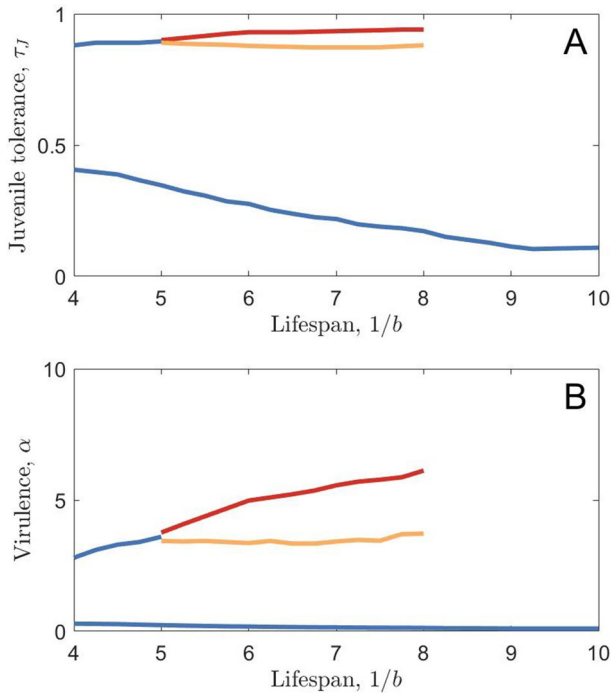 A
Juvenile tolerance, τJ
1
0.5
0
4 5 6 7 8 9 10
Lifespan, 1/b
B
Virulence, α
10
5
0
4 5 6 7 8 9 10
Lifespan, 1/b